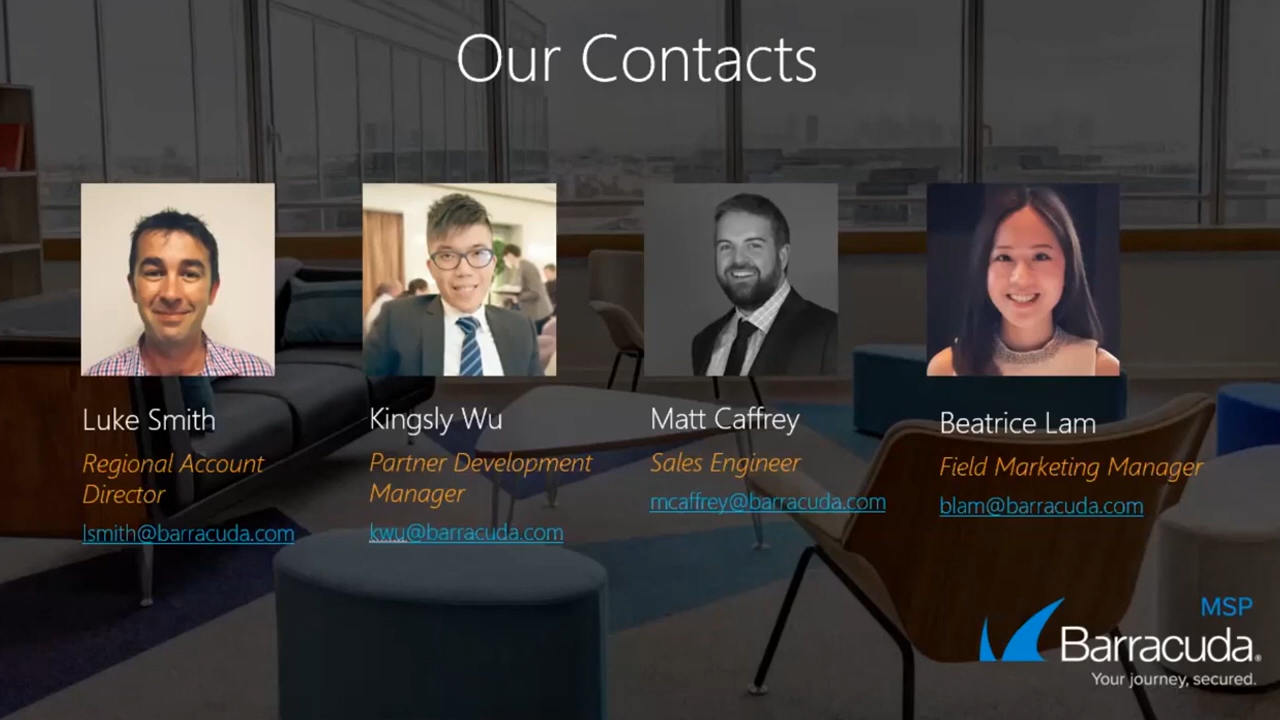 Our Contacts
Luke Smith
Regional Account
Director
lsmith@barracuda.com
Kingsly Wu
Partner Development
Manager
kwu@barracuda.com
Matt Caffrey
Sales Engineer
mcaffrey@barracuda.com
Beatrice Lam
Field Marketing Manager
blam@barracuda.com
MSP
Barracuda®
Your journey, secured.